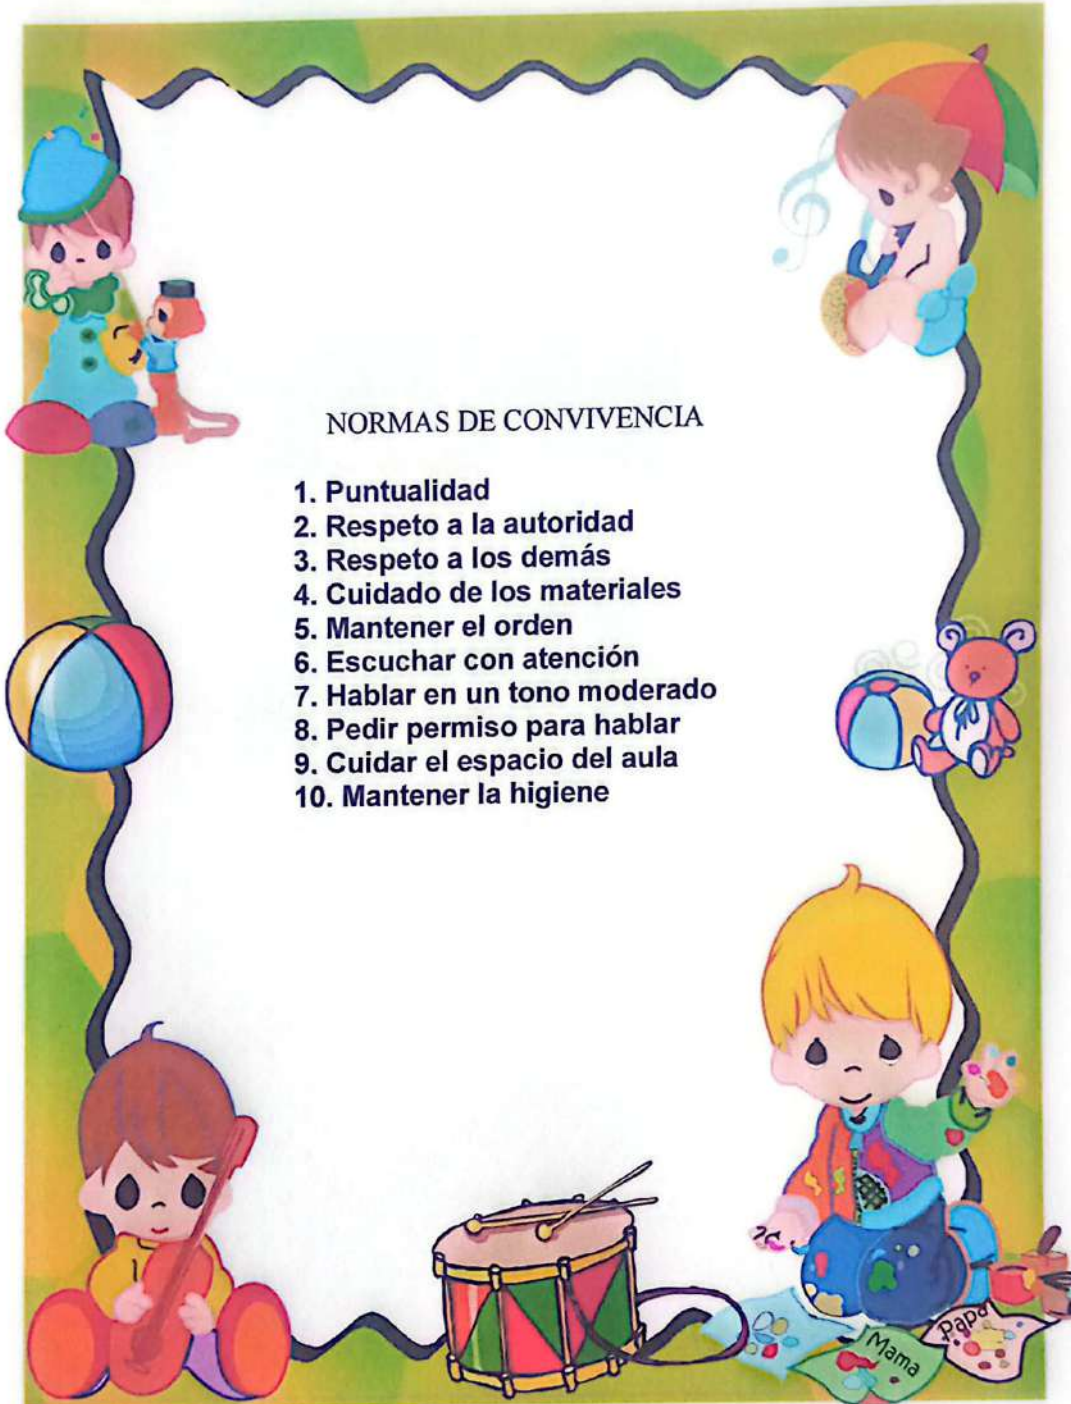 NORMAS DE CONVIVENCIA
1. Puntualidad
2. Respeto a la autoridad
3. Respeto a los demás
4. Cuidado de los materiales
5. Mantener el orden
6. Escuchar con atención
7. Hablar en un tono moderado
8. Pedir permiso para hablar
9. Cuidar el espacio del aula
10. Mantener la higiene
Papa
Mama